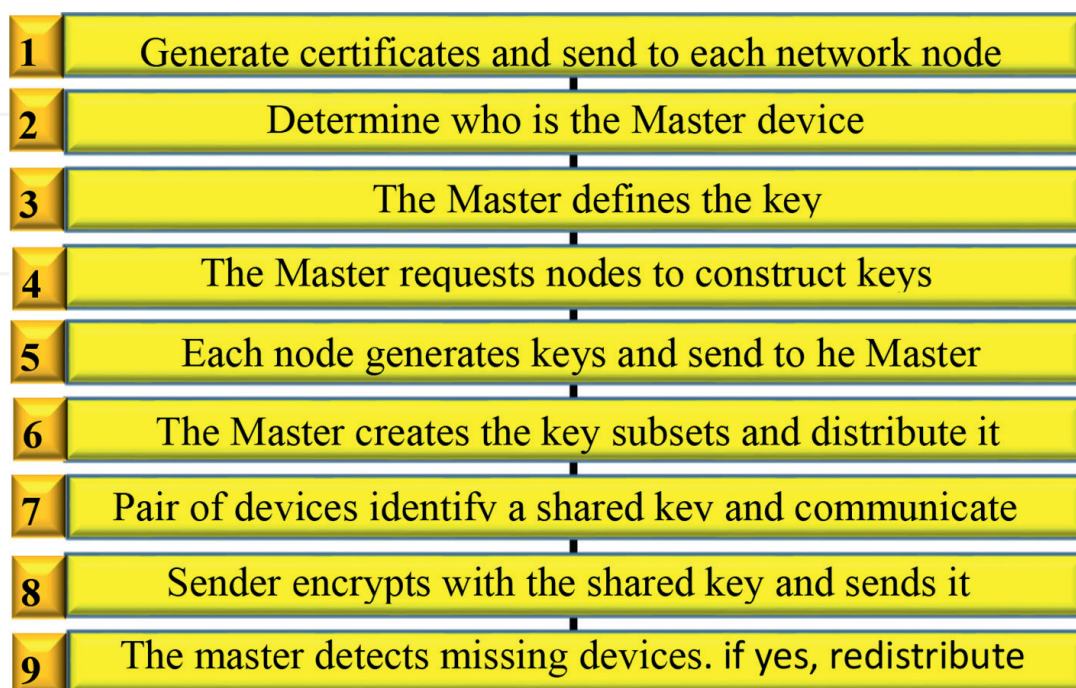 1 Generate certificates and send to each network node
2 Determine who is the Master device
3 The Master defines the key
4 The Master requests nodes to construct keys
5 Each node generates keys and send to he Master
6 The Master creates the key subsets and distribute it
7 Pair of devices identify a shared key and communicate
8 Sender encrypts with the shared key and sends it
9 The master detects missing devices. if yes, redistribute